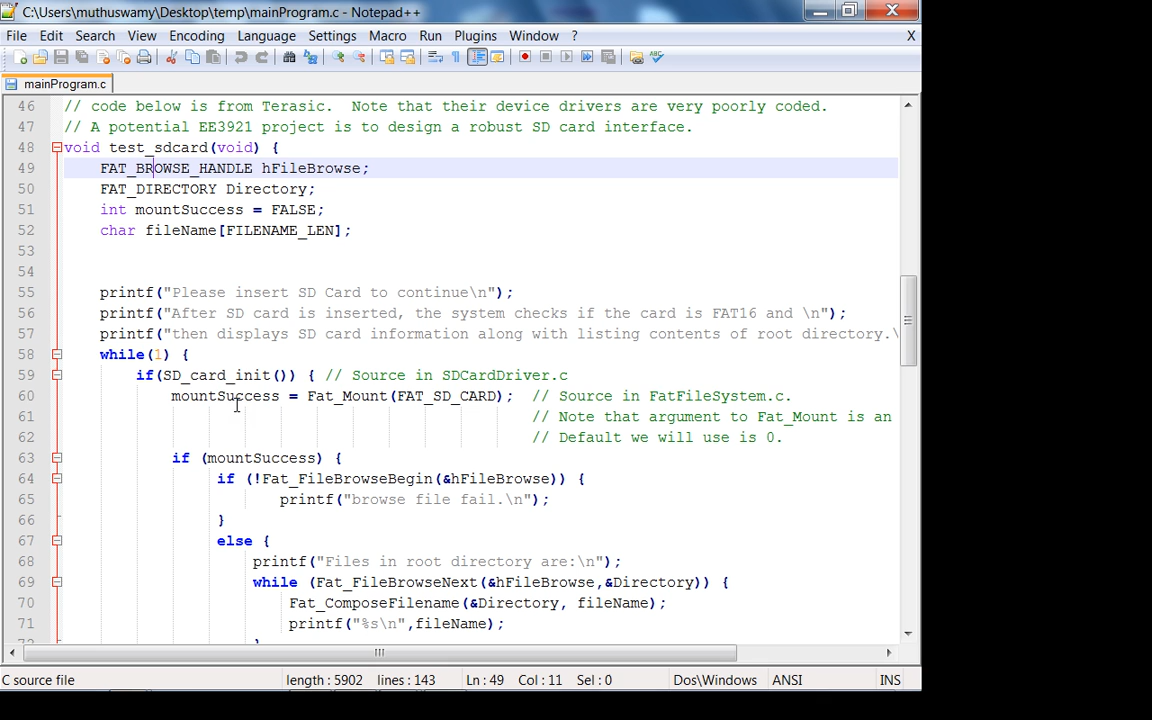 C:\Users\muthuswamy\Desktop\temp\mainProgram.c - Notepad++
File Edit Search View Encoding Language Settings Macro Run Plugins Window ? X
mainProgram.c
46 // code below is from Terasic.  Note that their device drivers are very poorly coded.
47 // A potential EE3921 project is to design a robust SD card interface.
48 void test_sdcard(void) {
49 FAT_BROWSE_HANDLE hFileBrowse;
50 FAT_DIRECTORY Directory;
51 int mountSuccess = FALSE;
52 char fileName[FILENAME_LEN];
53
54
55 printf("Please insert SD Card to continue\n");
56 printf("After SD card is inserted, the system checks if the card is FAT16 and \n");
57 printf("then displays SD card information along with listing contents of root directory.\
58 while(1) {
59 if(SD_card_init()) { // Source in SDCardDriver.c
60 mountSuccess = Fat_Mount(FAT_SD_CARD);  // Source in FatFileSystem.c.
61 // Note that argument to Fat_Mount is an
62 // Default we will use is 0.
63 if (mountSuccess) {
64 if (!Fat_FileBrowseBegin(&hFileBrowse)) {
65 printf("browse file fail.\n");
66 }
67 else {
68 printf("Files in root directory are:\n");
69 while (Fat_FileBrowseNext(&hFileBrowse,&Directory)) {
70 Fat_ComposeFilename(&Directory, fileName);
71 printf("%s\n",fileName);
C source file length : 5902 lines : 143 Ln : 49 Col : 11 Sel : 0 Dos\Windows ANSI INS